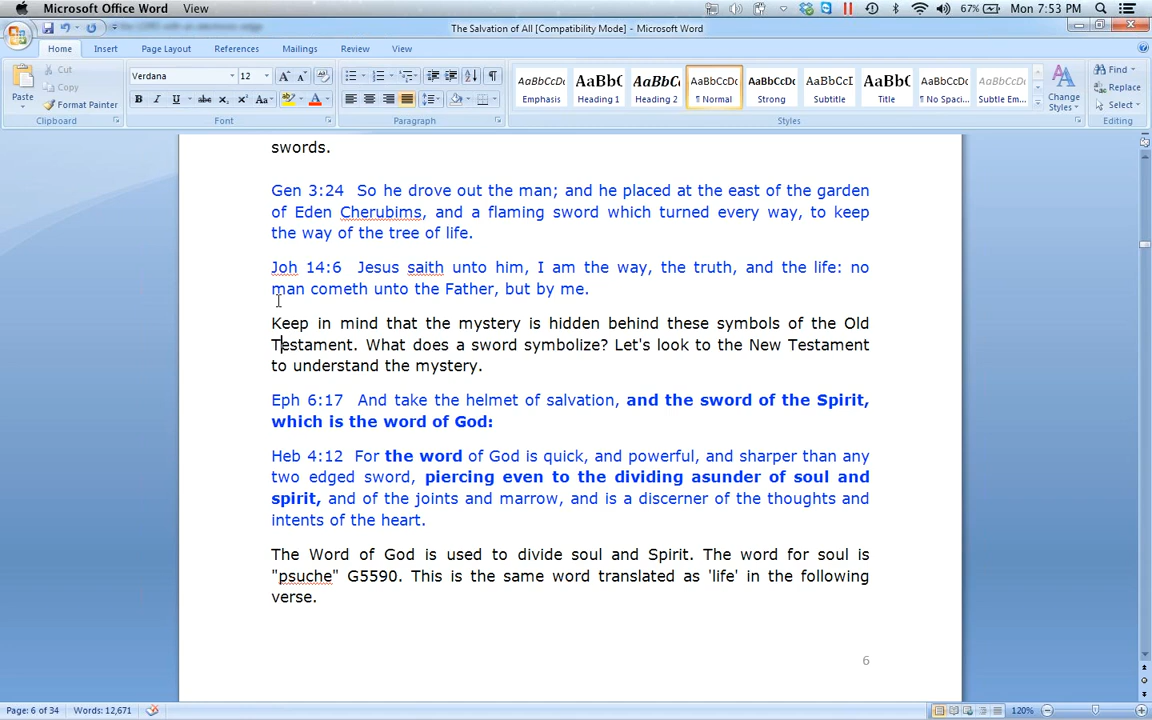 Microsoft Office Word View 67% Mon 7:53 PM
The Salvation of All [Compatibility Mode] - Microsoft Word
Home Insert Page Layout References Mailings Review View
Paste
Cut
Copy
Format Painter
Clipboard
Verdana 12
Font
Paragraph
AaBbCcDc AaBb( AaBbCc AaBbCcDc AaBbCcDc AaBbCcI AaBb( AaBbCcDc AaBbCcDc
Emphasis Heading 1 Heading 2 ¶ Normal Strong Subtitle Title ¶ No Spaci... Subtle Em...
Styles
Change
Styles
Find
Replace
Select
Editing
swords.
Gen 3:24 So he drove out the man; and he placed at the east of the garden
of Eden Cherubims, and a flaming sword which turned every way, to keep
the way of the tree of life.
Joh 14:6 Jesus saith unto him, I am the way, the truth, and the life: no
man cometh unto the Father, but by me.
Keep in mind that the mystery is hidden behind these symbols of the Old
Testament. What does a sword symbolize? Let's look to the New Testament
to understand the mystery.
Eph 6:17 And take the helmet of salvation, and the sword of the Spirit,
which is the word of God:
Heb 4:12 For the word of God is quick, and powerful, and sharper than any
two edged sword, piercing even to the dividing asunder of soul and
spirit, and of the joints and marrow, and is a discerner of the thoughts and
intents of the heart.
The Word of God is used to divide soul and Spirit. The word for soul is
"psuche" G5590. This is the same word translated as 'life' in the following
verse.
6
Page: 6 of 34 Words: 12,671 120%